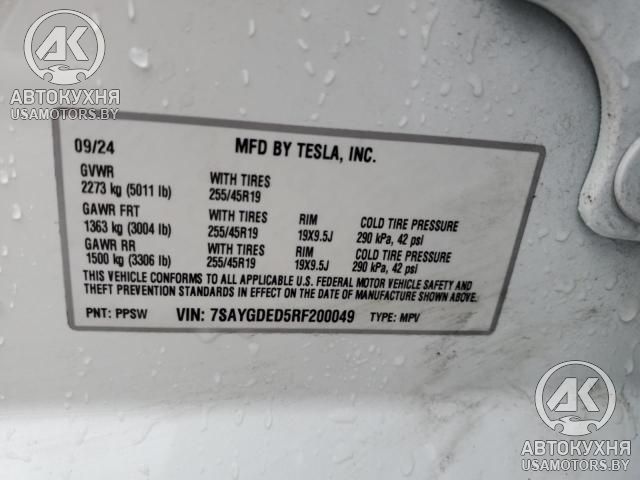 АК
АВТОКУХНЯ
USAMOTORS.BY
09/24 MFD BY TESLA, INC.
GVWR
2273 kg (5011 lb) WITH TIRES 255/45R19
GAWR FRT
1363 kg (3004 lb) WITH TIRES 255/45R19 RIM 19X9.5J COLD TIRE PRESSURE 290 kPa, 42 psi
GAWR RR
1500 kg (3306 lb) WITH TIRES 255/45R19 RIM 19X9.5J COLD TIRE PRESSURE 290 kPa, 42 psi
THIS VEHICLE CONFORMS TO ALL APPLICABLE U.S. FEDERAL MOTOR VEHICLE SAFETY AND
THEFT PREVENTION STANDARDS IN EFFECT ON THE DATE OF MANUFACTURE SHOWN ABOVE.
PNT: PPSW VIN: 7SAYGDED5RF200049 TYPE: MPV
АК
АВТОКУХНЯ
USAMOTORS.BY